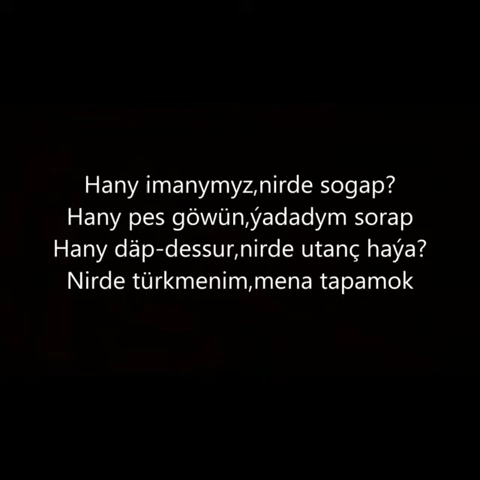 Hany imanymyz,nirde sogap?
Hany pes göwün,ýadadym sorap
Hany däp-dessur,nirde utanç haýa?
Nirde türkmenim,mena tapamok